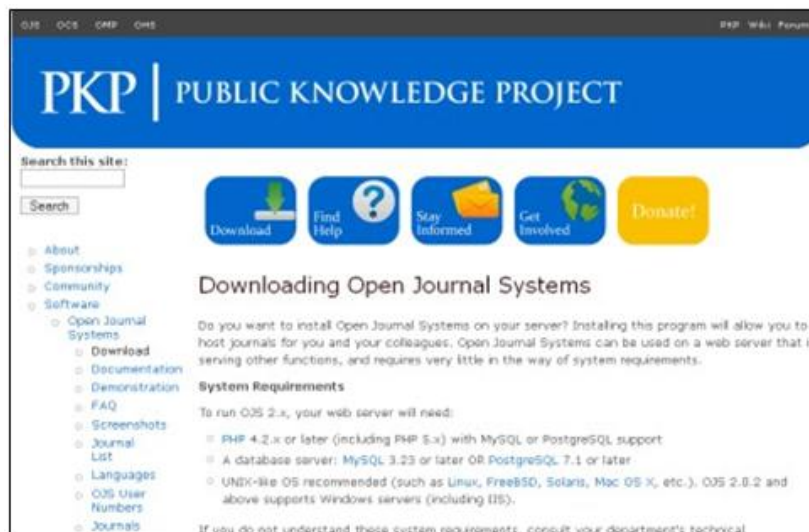 OJS OCS OMP OHS
PKP Wiki Forum
PKP | PUBLIC KNOWLEDGE PROJECT
Search this site:
Search
Download
Find Help
Stay Informed
Get Involved
Donate!
About
Sponsorships
Community
Software
Open Journal
Systems
Download
Documentation
Demonstration
FAQ
Screenshots
Journal
List
Languages
OJS User
Numbers
Journals
Downloading Open Journal Systems
Do you want to install Open Journal Systems on your server? Installing this program will allow you to
host journals for you and your colleagues. Open Journal Systems can be used on a web server that i
serving other functions, and requires very little in the way of system requirements.
System Requirements
To run OJS 2.x, your web server will need:
PHP 4.2.x or later (including PHP 5.x) with MySQL or PostgreSQL support
A database server: MySQL 3.23 or later OR PostgreSQL 7.1 or later
UNIX-like OS recommended (such as Linux, FreeBSD, Solaris, Mac OS X, etc.). OJS 2.0.2 and
above supports Windows servers (including IIS).
If you do not understand these system requirements, consult your department's technical